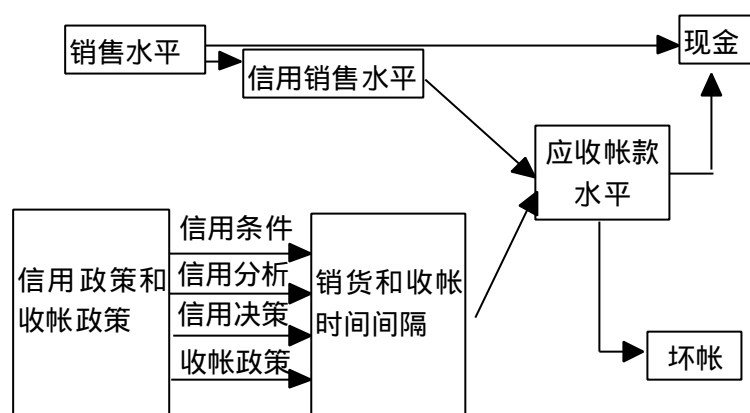 销售水平
现金
信用销售水平
应收帐款
水平
信用政策和
收帐政策
信用条件
信用分析
信用决策
收帐政策
销货和收帐
时间间隔
坏帐